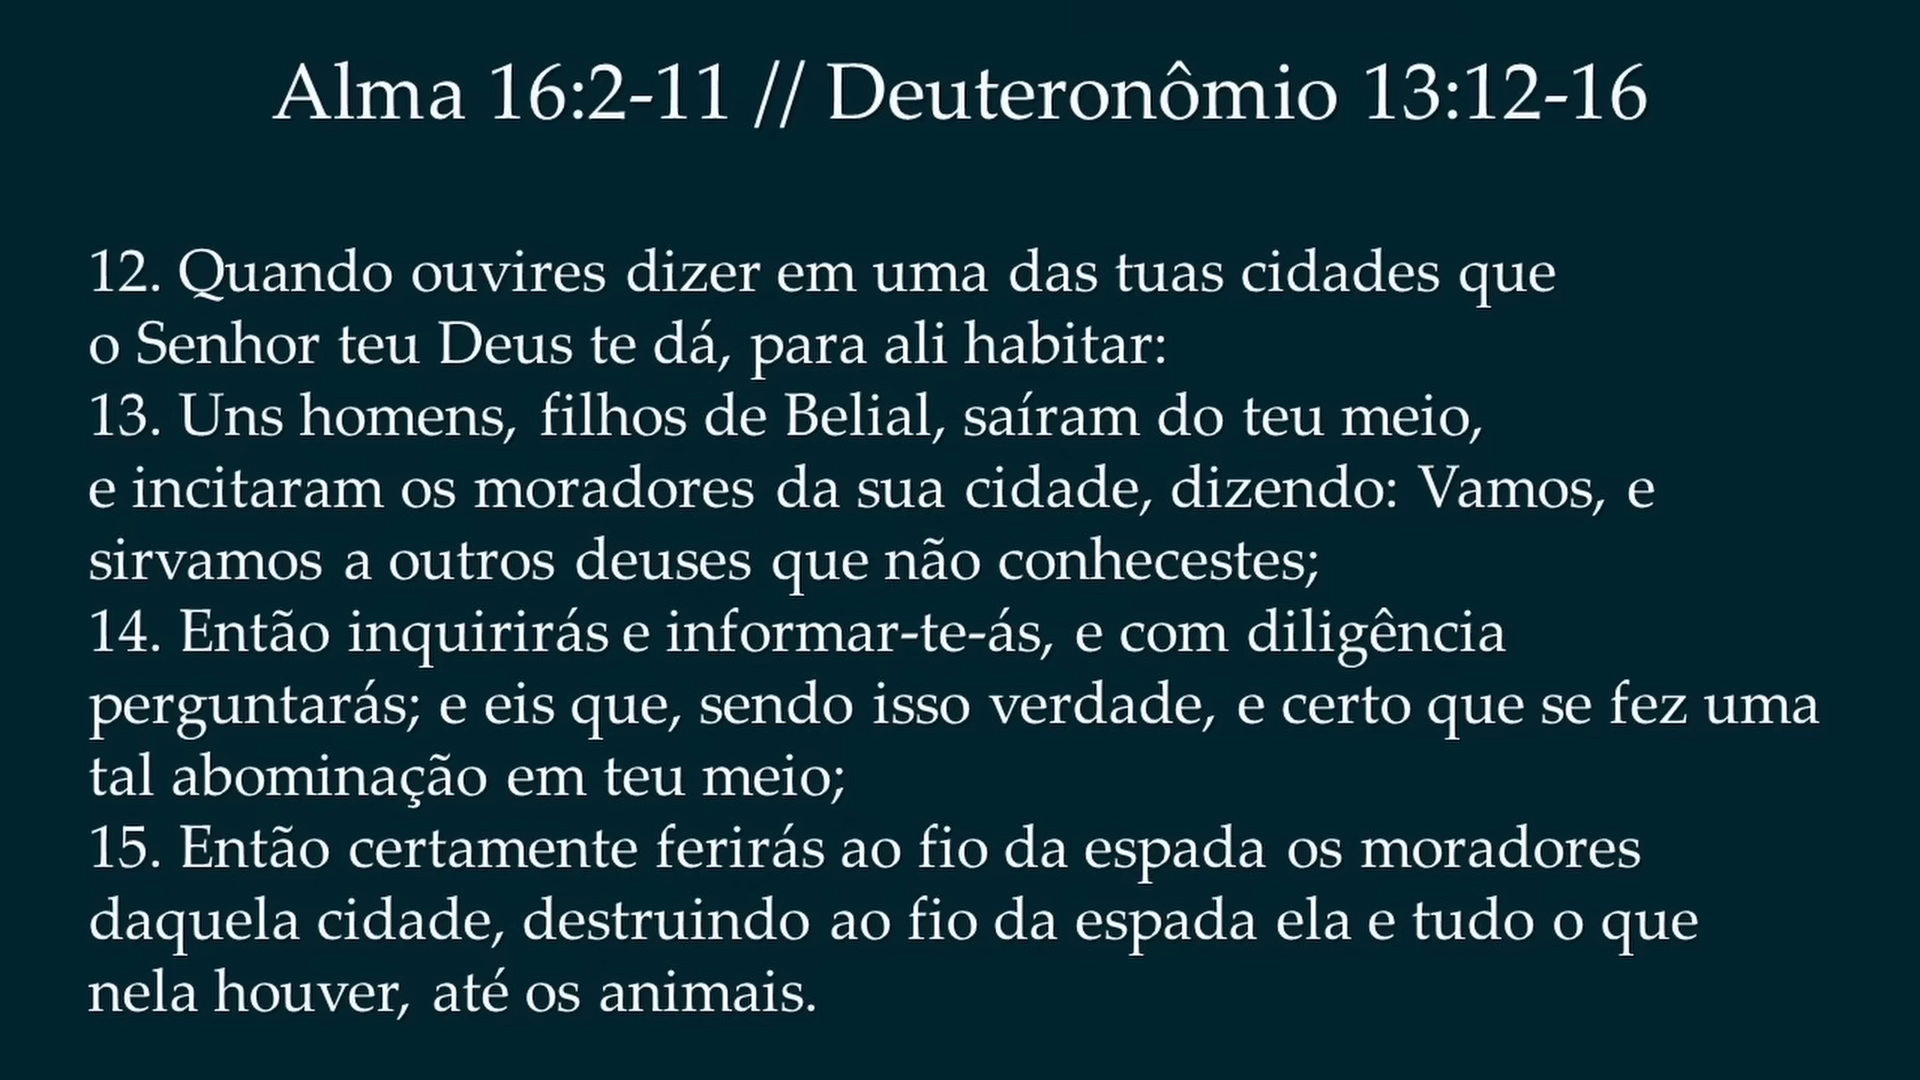 Alma 16:2-11 // Deuteronômio 13:12-16
12. Quando ouvires dizer em uma das tuas cidades que
o Senhor teu Deus te dá, para ali habitar:
13. Uns homens, filhos de Belial, saíram do teu meio,
e incitaram os moradores da sua cidade, dizendo: Vamos, e
sirvamos a outros deuses que não conhecestes;
14. Então inquirirás e informar-te-ás, e com diligência
perguntarás; e eis que, sendo isso verdade, e certo que se fez uma
tal abominação em teu meio;
15. Então certamente ferirás ao fio da espada os moradores
daquela cidade, destruindo ao fio da espada ela e tudo o que
nela houver, até os animais.